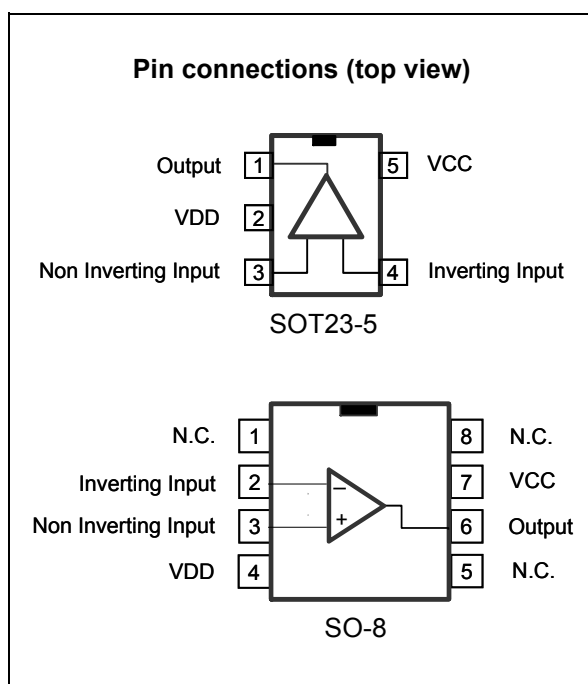 Pin connections (top view)
Output 1 5 VCC
VDD 2
Non Inverting Input 3 4 Inverting Input
SOT23-5
N.C. 1 8 N.C.
Inverting Input 2 − 7 VCC
Non Inverting Input 3 + 6 Output
VDD 4 5 N.C.
SO-8